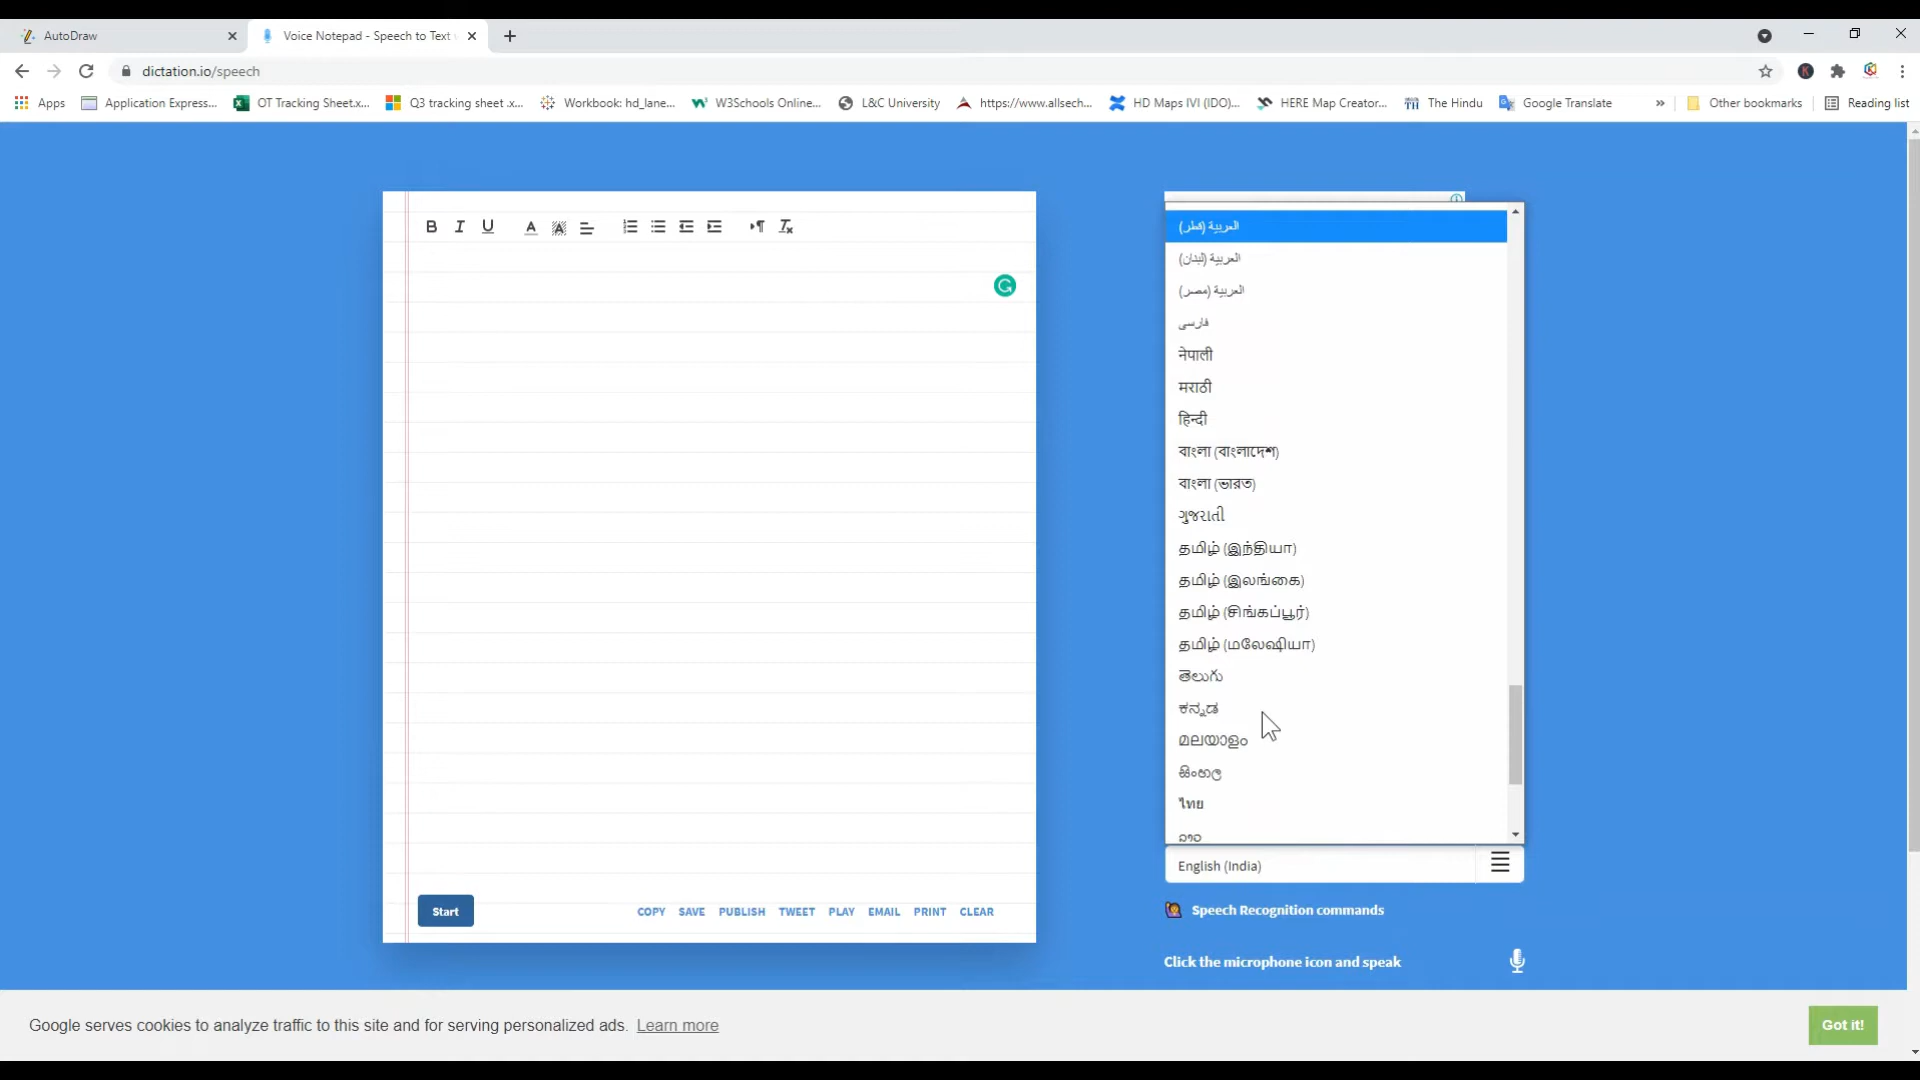 AutoDraw
Voice Notepad - Speech to Text
dictation.io/speech
Apps
Application Express...
OT Tracking Sheet.x...
Q3 tracking sheet .x...
Workbook: hd_lane...
W3Schools Online...
L&C University
https://www.allsech...
HD Maps IVI (IDO)...
HERE Map Creator...
The Hindu
Google Translate
»
Other bookmarks
Reading list
B I U
العربية (قطر)
العربية (لبنان)
العربية (مصر)
فارسی
नेपाली
मराठी
हिन्दी
বাংলা (বাংলাদেশ)
বাংলা (ভারত)
ગુજરાતી
தமிழ் (இந்தியா)
தமிழ் (இலங்கை)
தமிழ் (சிங்கப்பூர்)
தமிழ் (மலேஷியா)
తెలుగు
ಕನ್ನಡ
മലയാളം
සිංහල
ไทย
ລາວ
English (India)
Start
COPY SAVE PUBLISH TWEET PLAY EMAIL PRINT CLEAR
Speech Recognition commands
Click the microphone icon and speak
Google serves cookies to analyze traffic to this site and for serving personalized ads. Learn more
Got it!